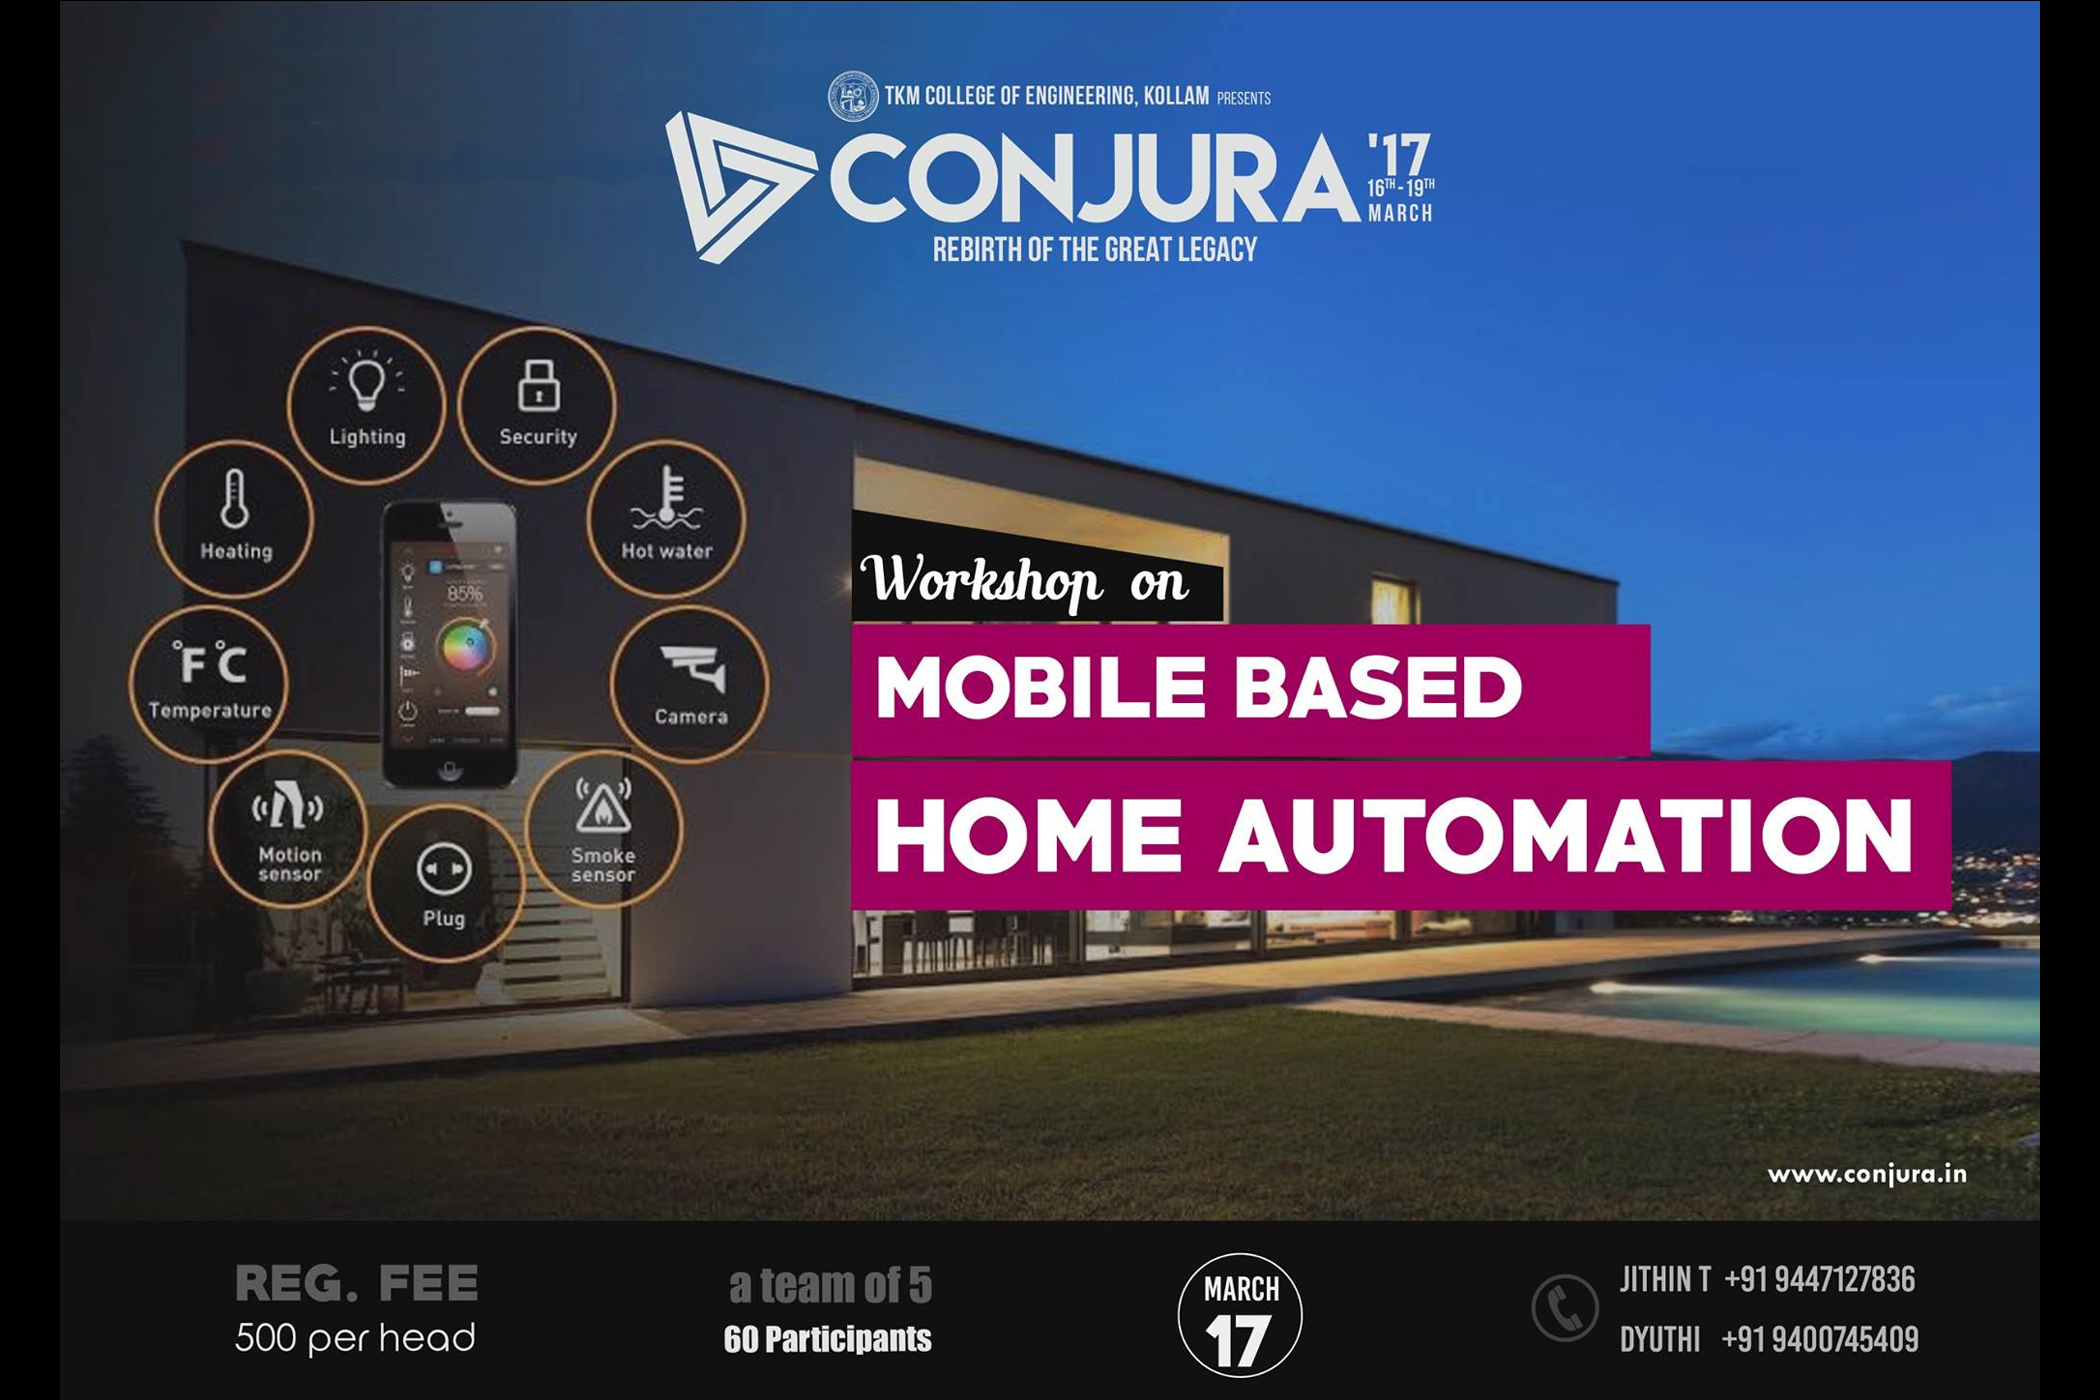 TKM COLLEGE OF ENGINEERING, KOLLAM PRESENTS
CONJURA '17
16TH - 19TH
MARCH
REBIRTH OF THE GREAT LEGACY
Lighting
Security
Heating
Hot water
°F °C
Temperature
Camera
Motion
sensor
Smoke
sensor
Plug
85%
Workshop on
MOBILE BASED
HOME AUTOMATION
www.conjura.in
REG. FEE
500 per head
a team of 5
60 Participants
MARCH
17
JITHIN T +91 9447127836
DYUTHI +91 9400745409